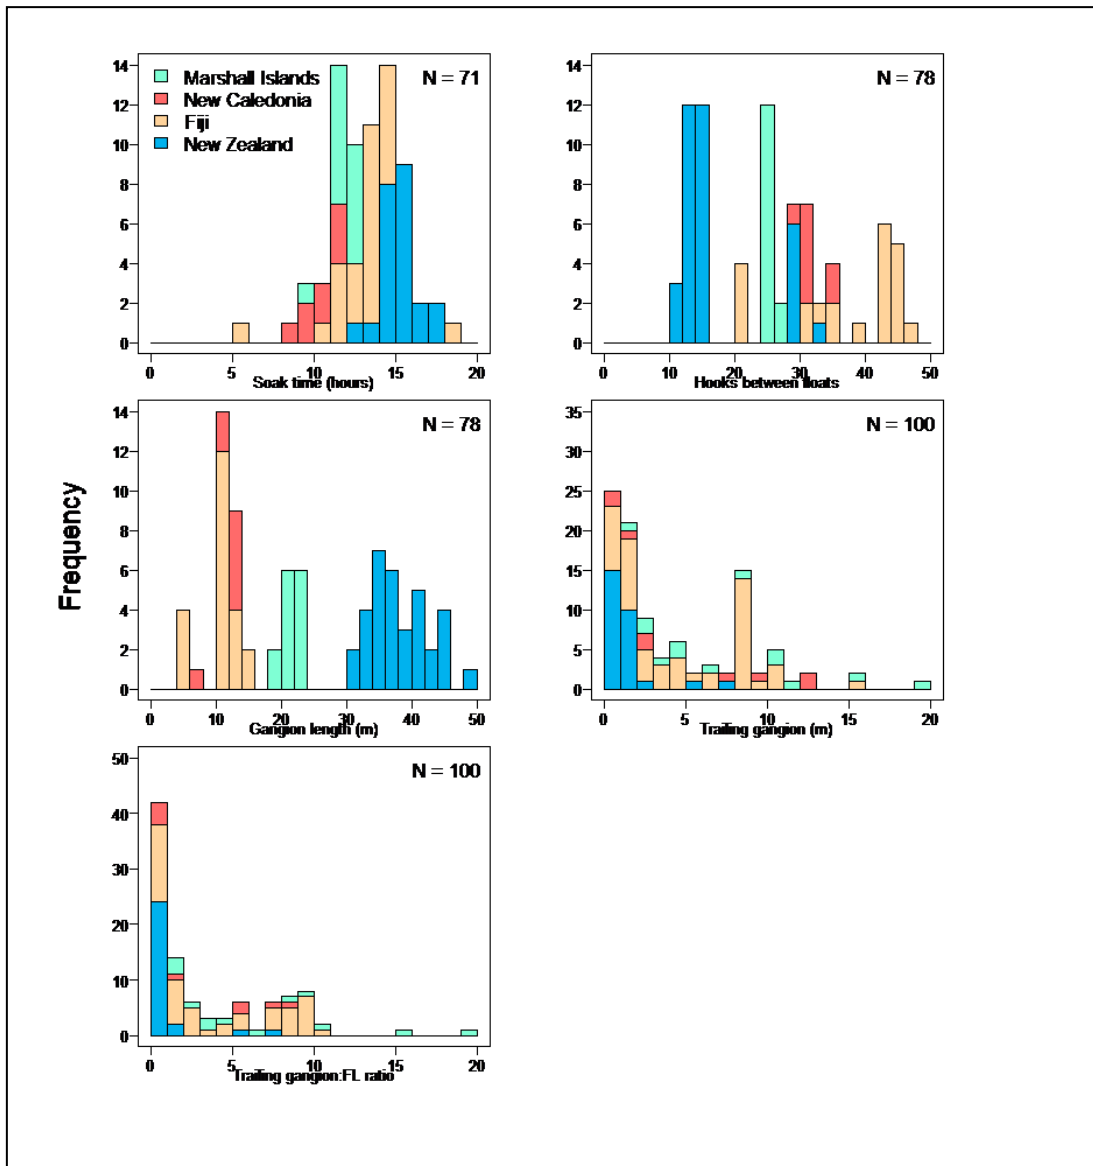 Frequency
14
12
10
8
6
4
2
0
Marshall Islands
New Caledonia
Fiji
New Zealand
N = 71
0 5 10 15 20
Soak time (hours)
14
12
10
8
6
4
2
0
N = 78
0 10 20 30 40 50
Hooks between floats
14
12
10
8
6
4
2
0
N = 78
0 10 20 30 40 50
Gangion length (m)
35
30
25
20
15
10
5
0
N = 100
0 5 10 15 20
Trailing gangion (m)
50
40
30
20
10
0
N = 100
0 5 10 15 20
Trailing gangion:FL ratio